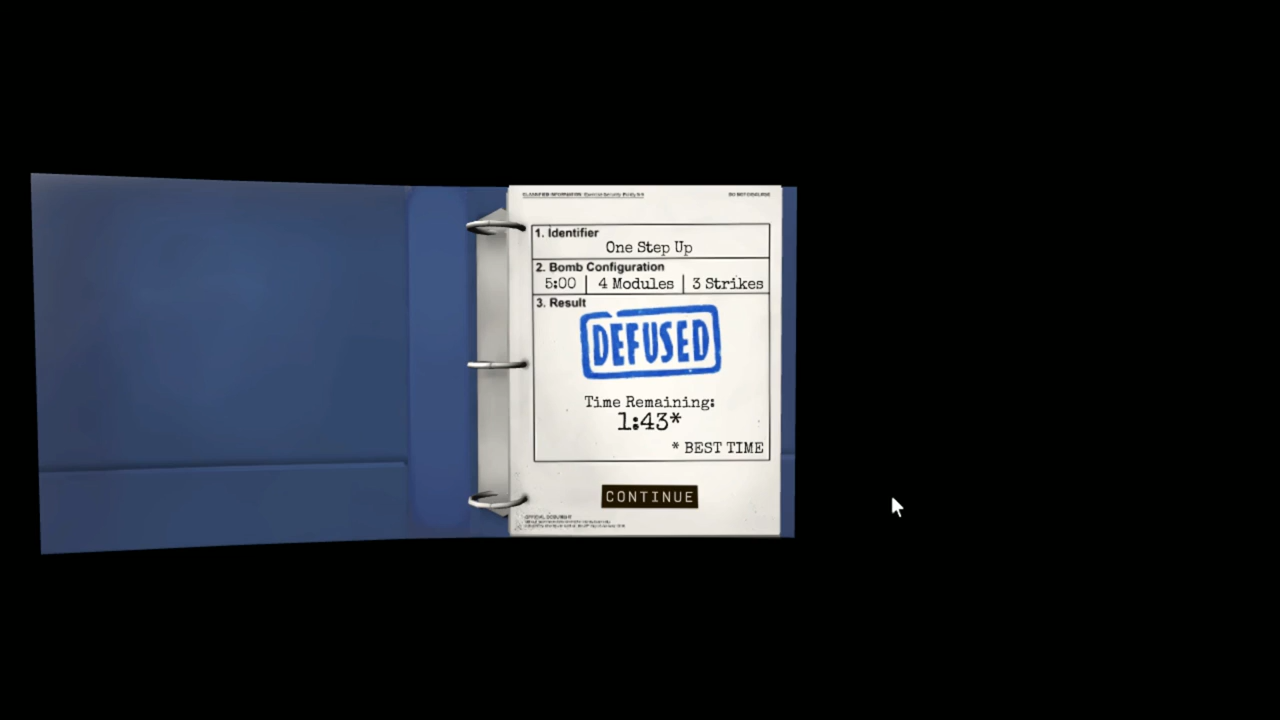 1. Identifier
One Step Up
2. Bomb Configuration
5:00 4 Modules 3 Strikes
3. Result
DEFUSED
Time Remaining:
1:43*
* BEST TIME
CONTINUE